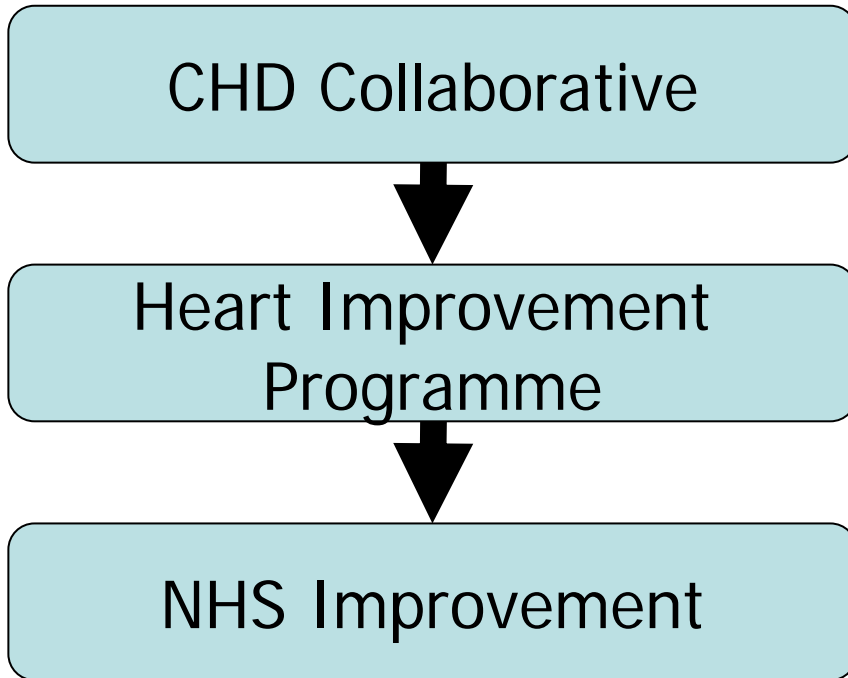 CHD Collaborative
Heart Improvement
Programme
NHS Improvement